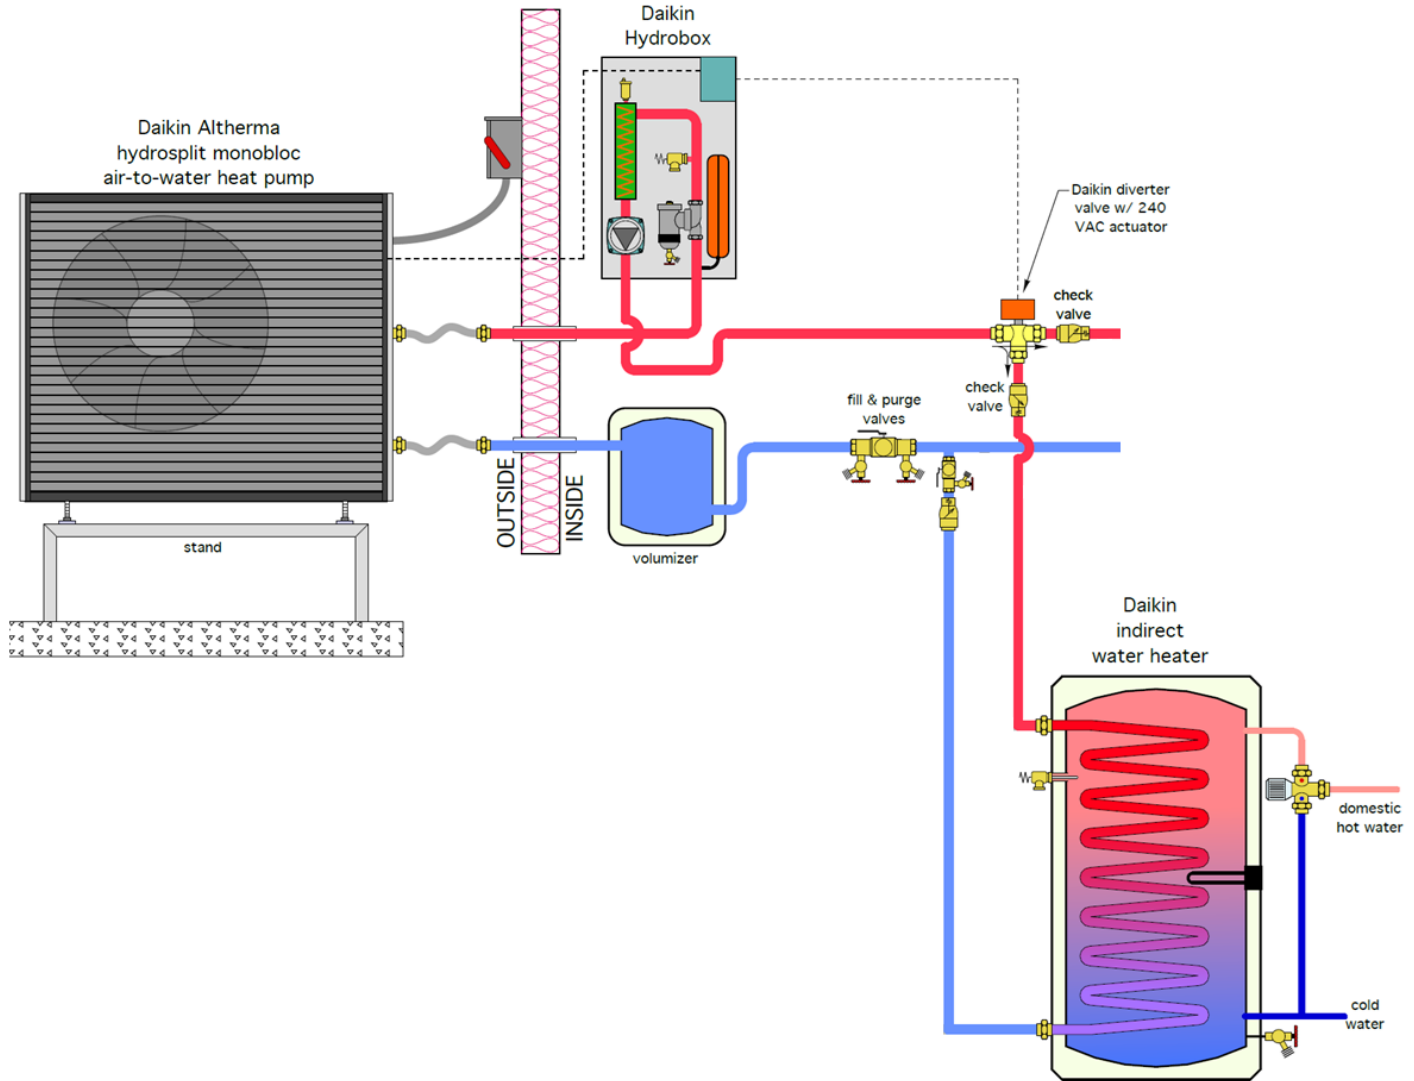 Daikin
Hydrobox
Daikin Altherma
hydrosplit monobloc
air-to-water heat pump
Daikin diverter
valve w/ 240
VAC actuator
check
valve
check
valve
fill & purge
valves
OUTSIDE
INSIDE
stand
volumizer
Daikin
indirect
water heater
domestic
hot water
cold
water